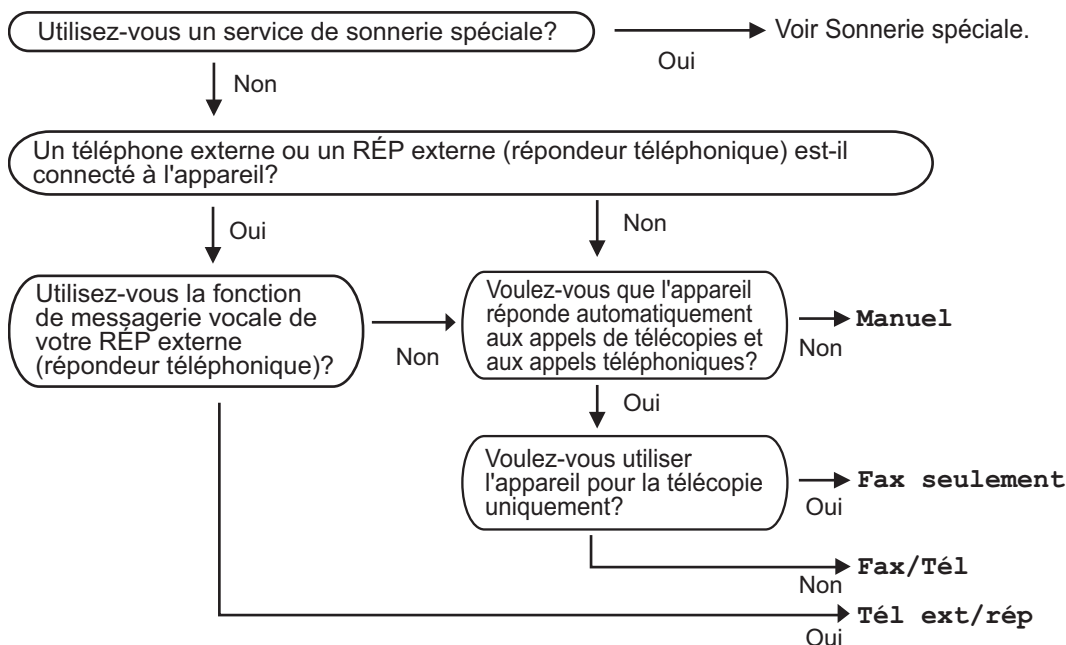 Utilisez-vous un service de sonnerie spéciale?
Voir Sonnerie spéciale.
Oui
Non
Un téléphone externe ou un RÉP externe (répondeur téléphonique) est-il
connecté à l'appareil?
Oui
Non
Utilisez-vous la fonction
de messagerie vocale de
votre RÉP externe
(répondeur téléphonique)?
Non
Voulez-vous que l'appareil
réponde automatiquement
aux appels de télécopies et
aux appels téléphoniques?
Manuel
Non
Oui
Voulez-vous utiliser
l'appareil pour la télécopie
uniquement?
Fax seulement
Oui
Fax/Tél
Non
Tél ext/rép
Oui